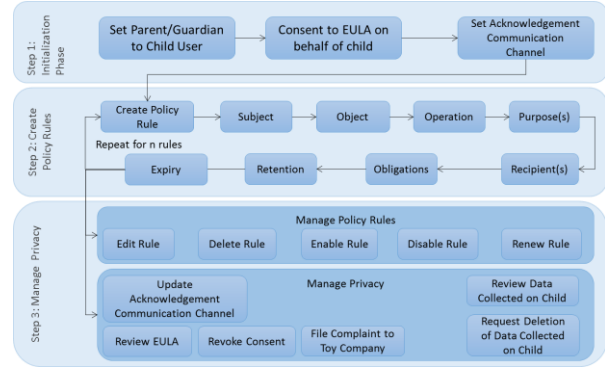 Step 1:
Initialization
Phase
Set Parent/Guardian
to Child User
Consent to EULA on
behalf of child
Set Acknowledgement
Communication
Channel
Step 2: Create
Policy Rules
Create Policy
Rule
Subject
Object
Operation
Purpose(s)
Repeat for n rules
Expiry
Retention
Obligations
Recipient(s)
Step 3: Manage Privacy
Manage Policy Rules
Edit Rule
Delete Rule
Enable Rule
Disable Rule
Renew Rule
Update
Acknowledgement
Communication Channel
Manage Privacy
Review Data
Collected on Child
Review EULA
Revoke Consent
File Complaint to
Toy Company
Request Deletion
of Data Collected
on Child